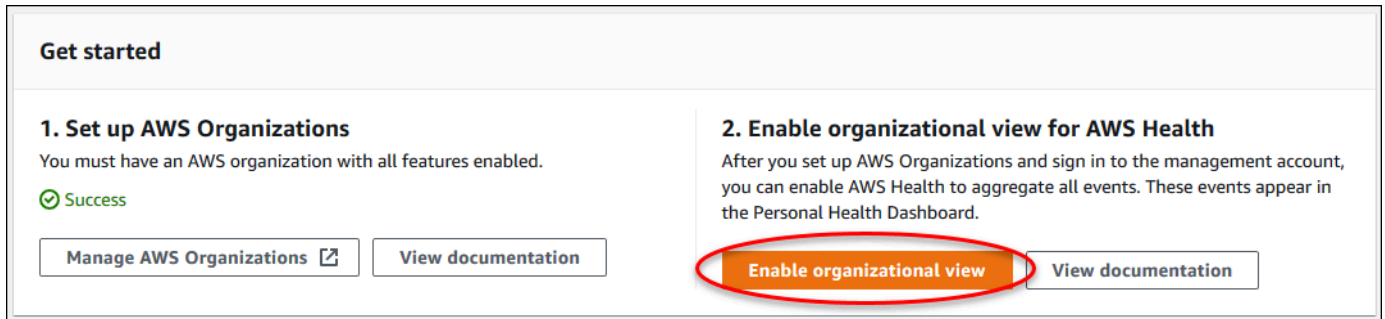 Get started
1. Set up AWS Organizations
You must have an AWS organization with all features enabled.
Success
Manage AWS Organizations
View documentation
2. Enable organizational view for AWS Health
After you set up AWS Organizations and sign in to the management account,
you can enable AWS Health to aggregate all events. These events appear in
the Personal Health Dashboard.
Enable organizational view
View documentation